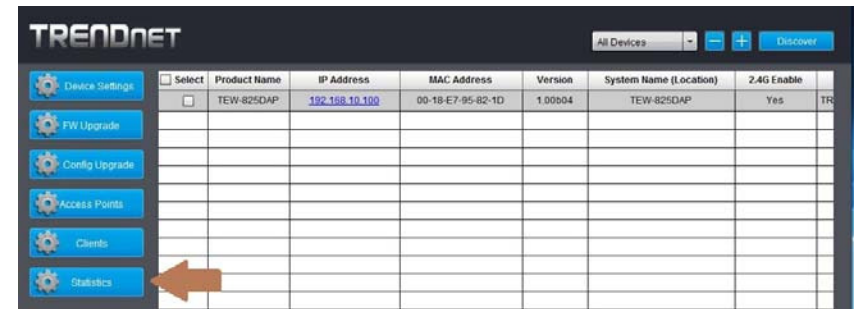 TRENDnet
All Devices - + Discover
Device Settings
FW Upgrade
Config Upgrade
Access Points
Clients
Statistics
Select Product Name IP Address MAC Address Version System Name (Location) 2.4G Enable
TEW-825DAP 192.168.10.100 00-18-E7-95-82-1D 1.00b04 TEW-825DAP Yes TR